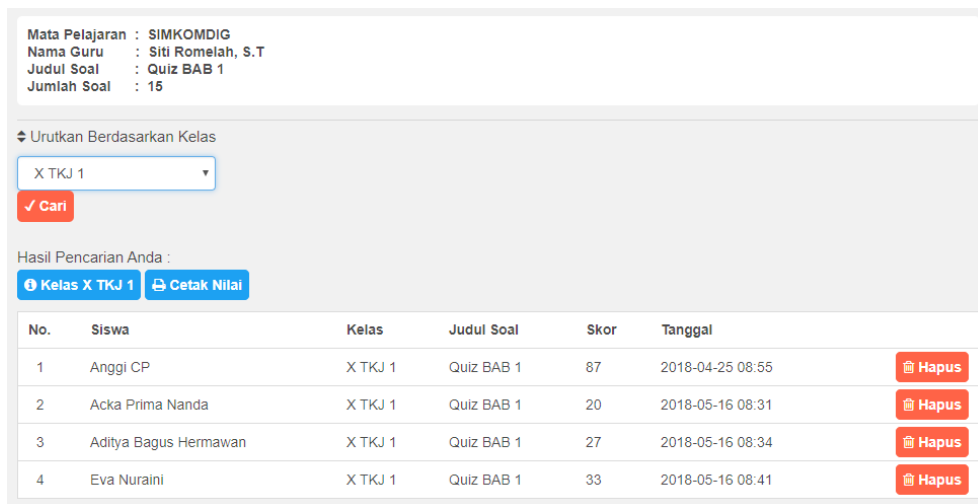 Mata Pelajaran : SIMKOMDIG
Nama Guru : Siti Romelah, S.T
Judul Soal : Quiz BAB 1
Jumlah Soal : 15
Urutkan Berdasarkan Kelas
X TKJ 1
Cari
Hasil Pencarian Anda :
Kelas X TKJ 1 Cetak Nilai
No. Siswa Kelas Judul Soal Skor Tanggal
1 Anggi CP X TKJ 1 Quiz BAB 1 87 2018-04-25 08:55 Hapus
2 Acka Prima Nanda X TKJ 1 Quiz BAB 1 20 2018-05-16 08:31 Hapus
3 Aditya Bagus Hermawan X TKJ 1 Quiz BAB 1 27 2018-05-16 08:34 Hapus
4 Eva Nuraini X TKJ 1 Quiz BAB 1 33 2018-05-16 08:41 Hapus